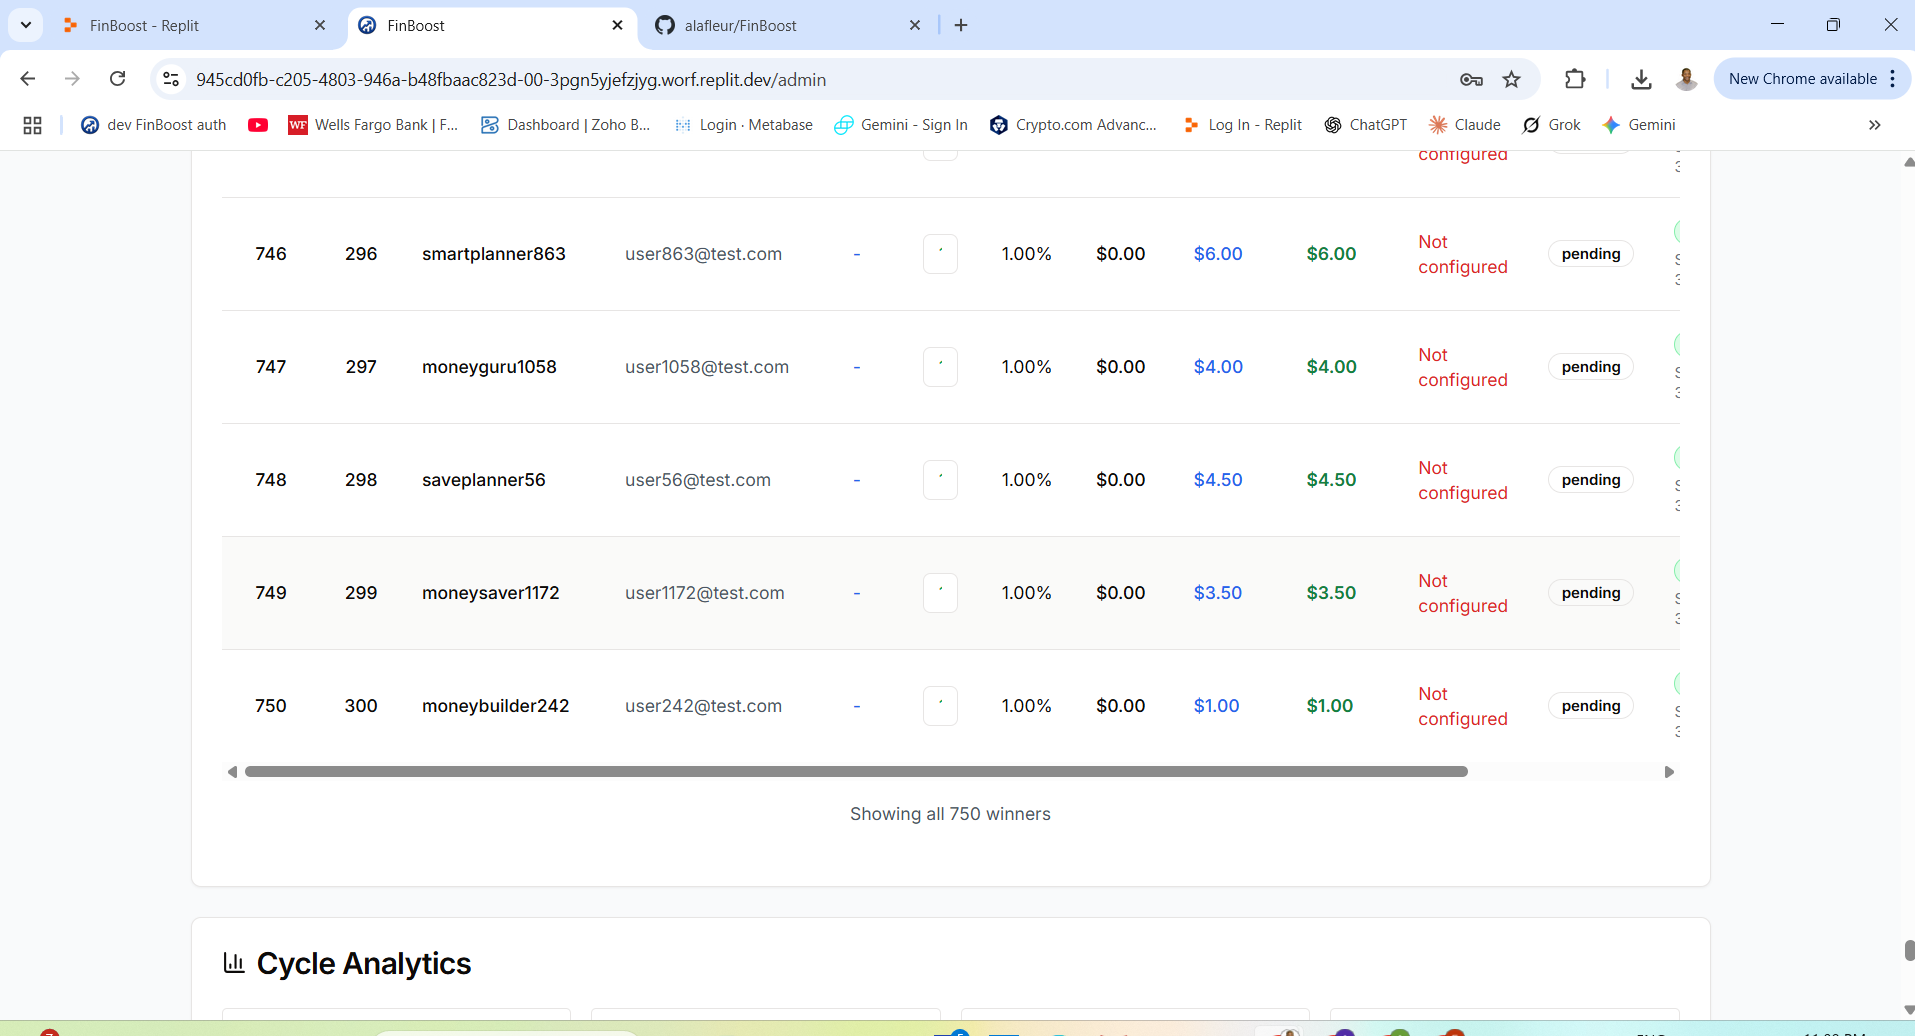 FinBoost - Replit
FinBoost
alafleur/FinBoost
945cd0fb-c205-4803-946a-b48fbaac823d-00-3pgn5yjefzjyg.worf.replit.dev/admin
New Chrome available
dev FinBoost auth
WF Wells Fargo Bank | F...
Dashboard | Zoho B...
Login · Metabase
Gemini - Sign In
Crypto.com Advanc...
Log In - Replit
ChatGPT
Claude
Grok
Gemini
configured
746 296 smartplanner863 user863@test.com - 1.00% $0.00 $6.00 $6.00 Not configured pending
747 297 moneyguru1058 user1058@test.com - 1.00% $0.00 $4.00 $4.00 Not configured pending
748 298 saveplanner56 user56@test.com - 1.00% $0.00 $4.50 $4.50 Not configured pending
749 299 moneysaver1172 user1172@test.com - 1.00% $0.00 $3.50 $3.50 Not configured pending
750 300 moneybuilder242 user242@test.com - 1.00% $0.00 $1.00 $1.00 Not configured pending
Showing all 750 winners
Cycle Analytics